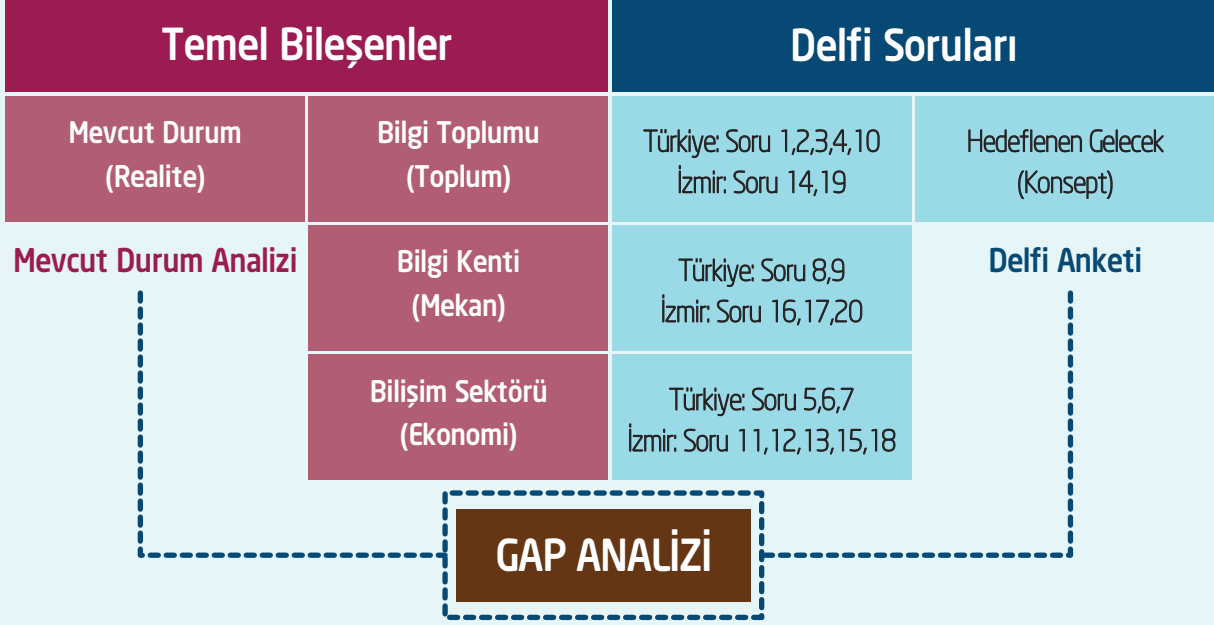 Temel Bileşenler
Delfi Soruları
Mevcut Durum
(Realite)
Bilgi Toplumu
(Toplum)
Türkiye: Soru 1,2,3,4,10
İzmir: Soru 14,19
Hedeflenen Gelecek
(Konsept)
Mevcut Durum Analizi
Bilgi Kenti
(Mekan)
Türkiye: Soru 8,9
İzmir: Soru 16,17,20
Delfi Anketi
Bilişim Sektörü
(Ekonomi)
Türkiye: Soru 5,6,7
İzmir: Soru 11,12,13,15,18
GAP ANALİZİ